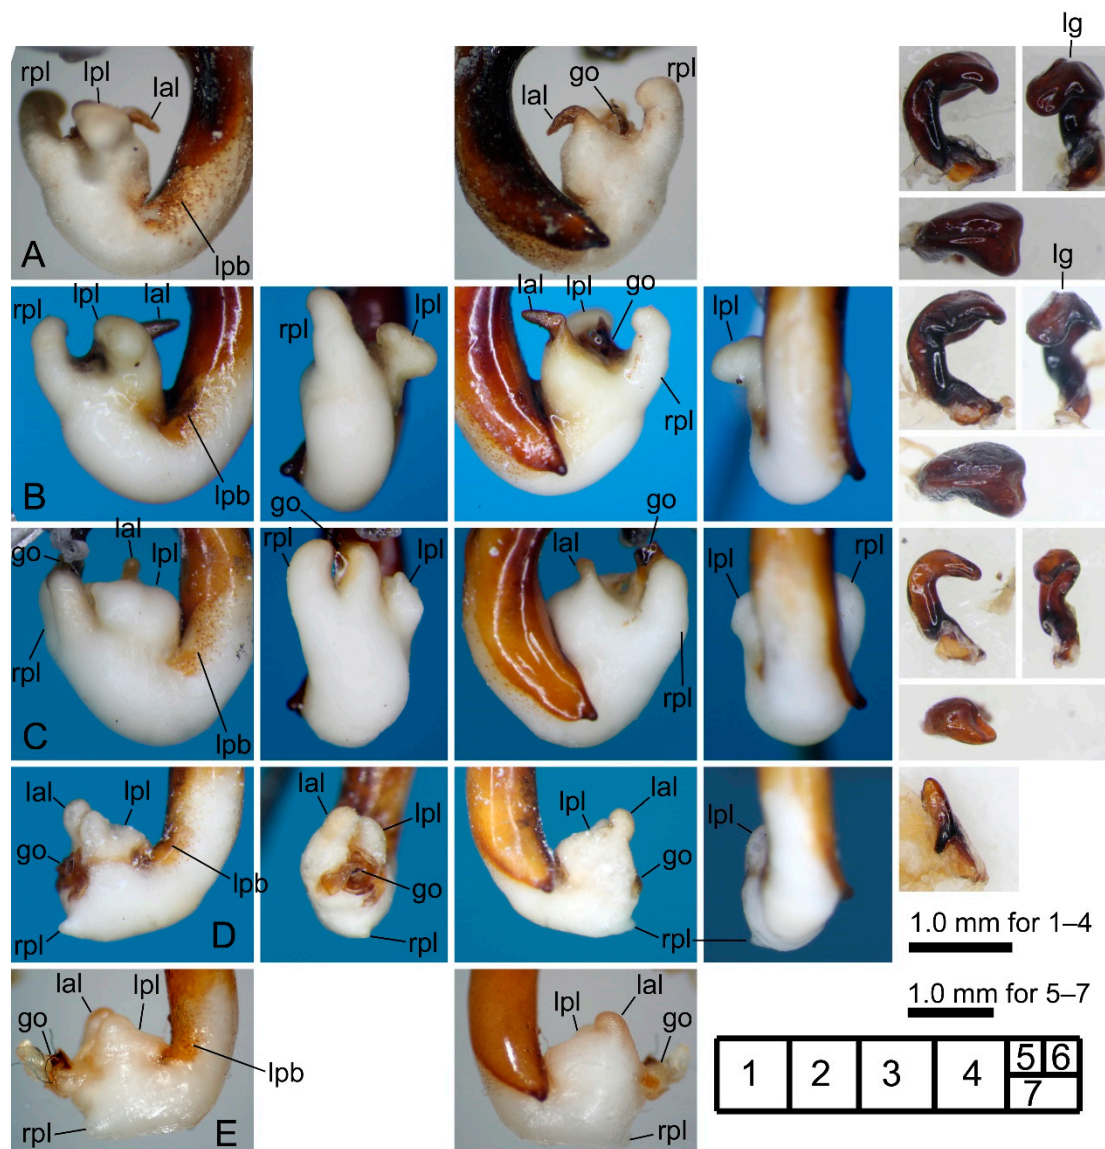 lg
rpl lpl lal
go rpl
lal
A lpb
lg
rpl lpl lal
rpl lpl
lal lpl go
rpl
lpl
B lpb
go
lal
go lpl
rpl lpl
lal go
lpl rpl
rpl
rpl
C lpb
lal lpl
go
lpb
rpl D
lal
lpl
go
rpl
lpl lal
go
rpl
lpl
1.0 mm for 1–4
lal lpl
go
lpb
rpl E
lpl lal
go
rpl
1.0 mm for 5–7
1 2 3 4 5 6
7